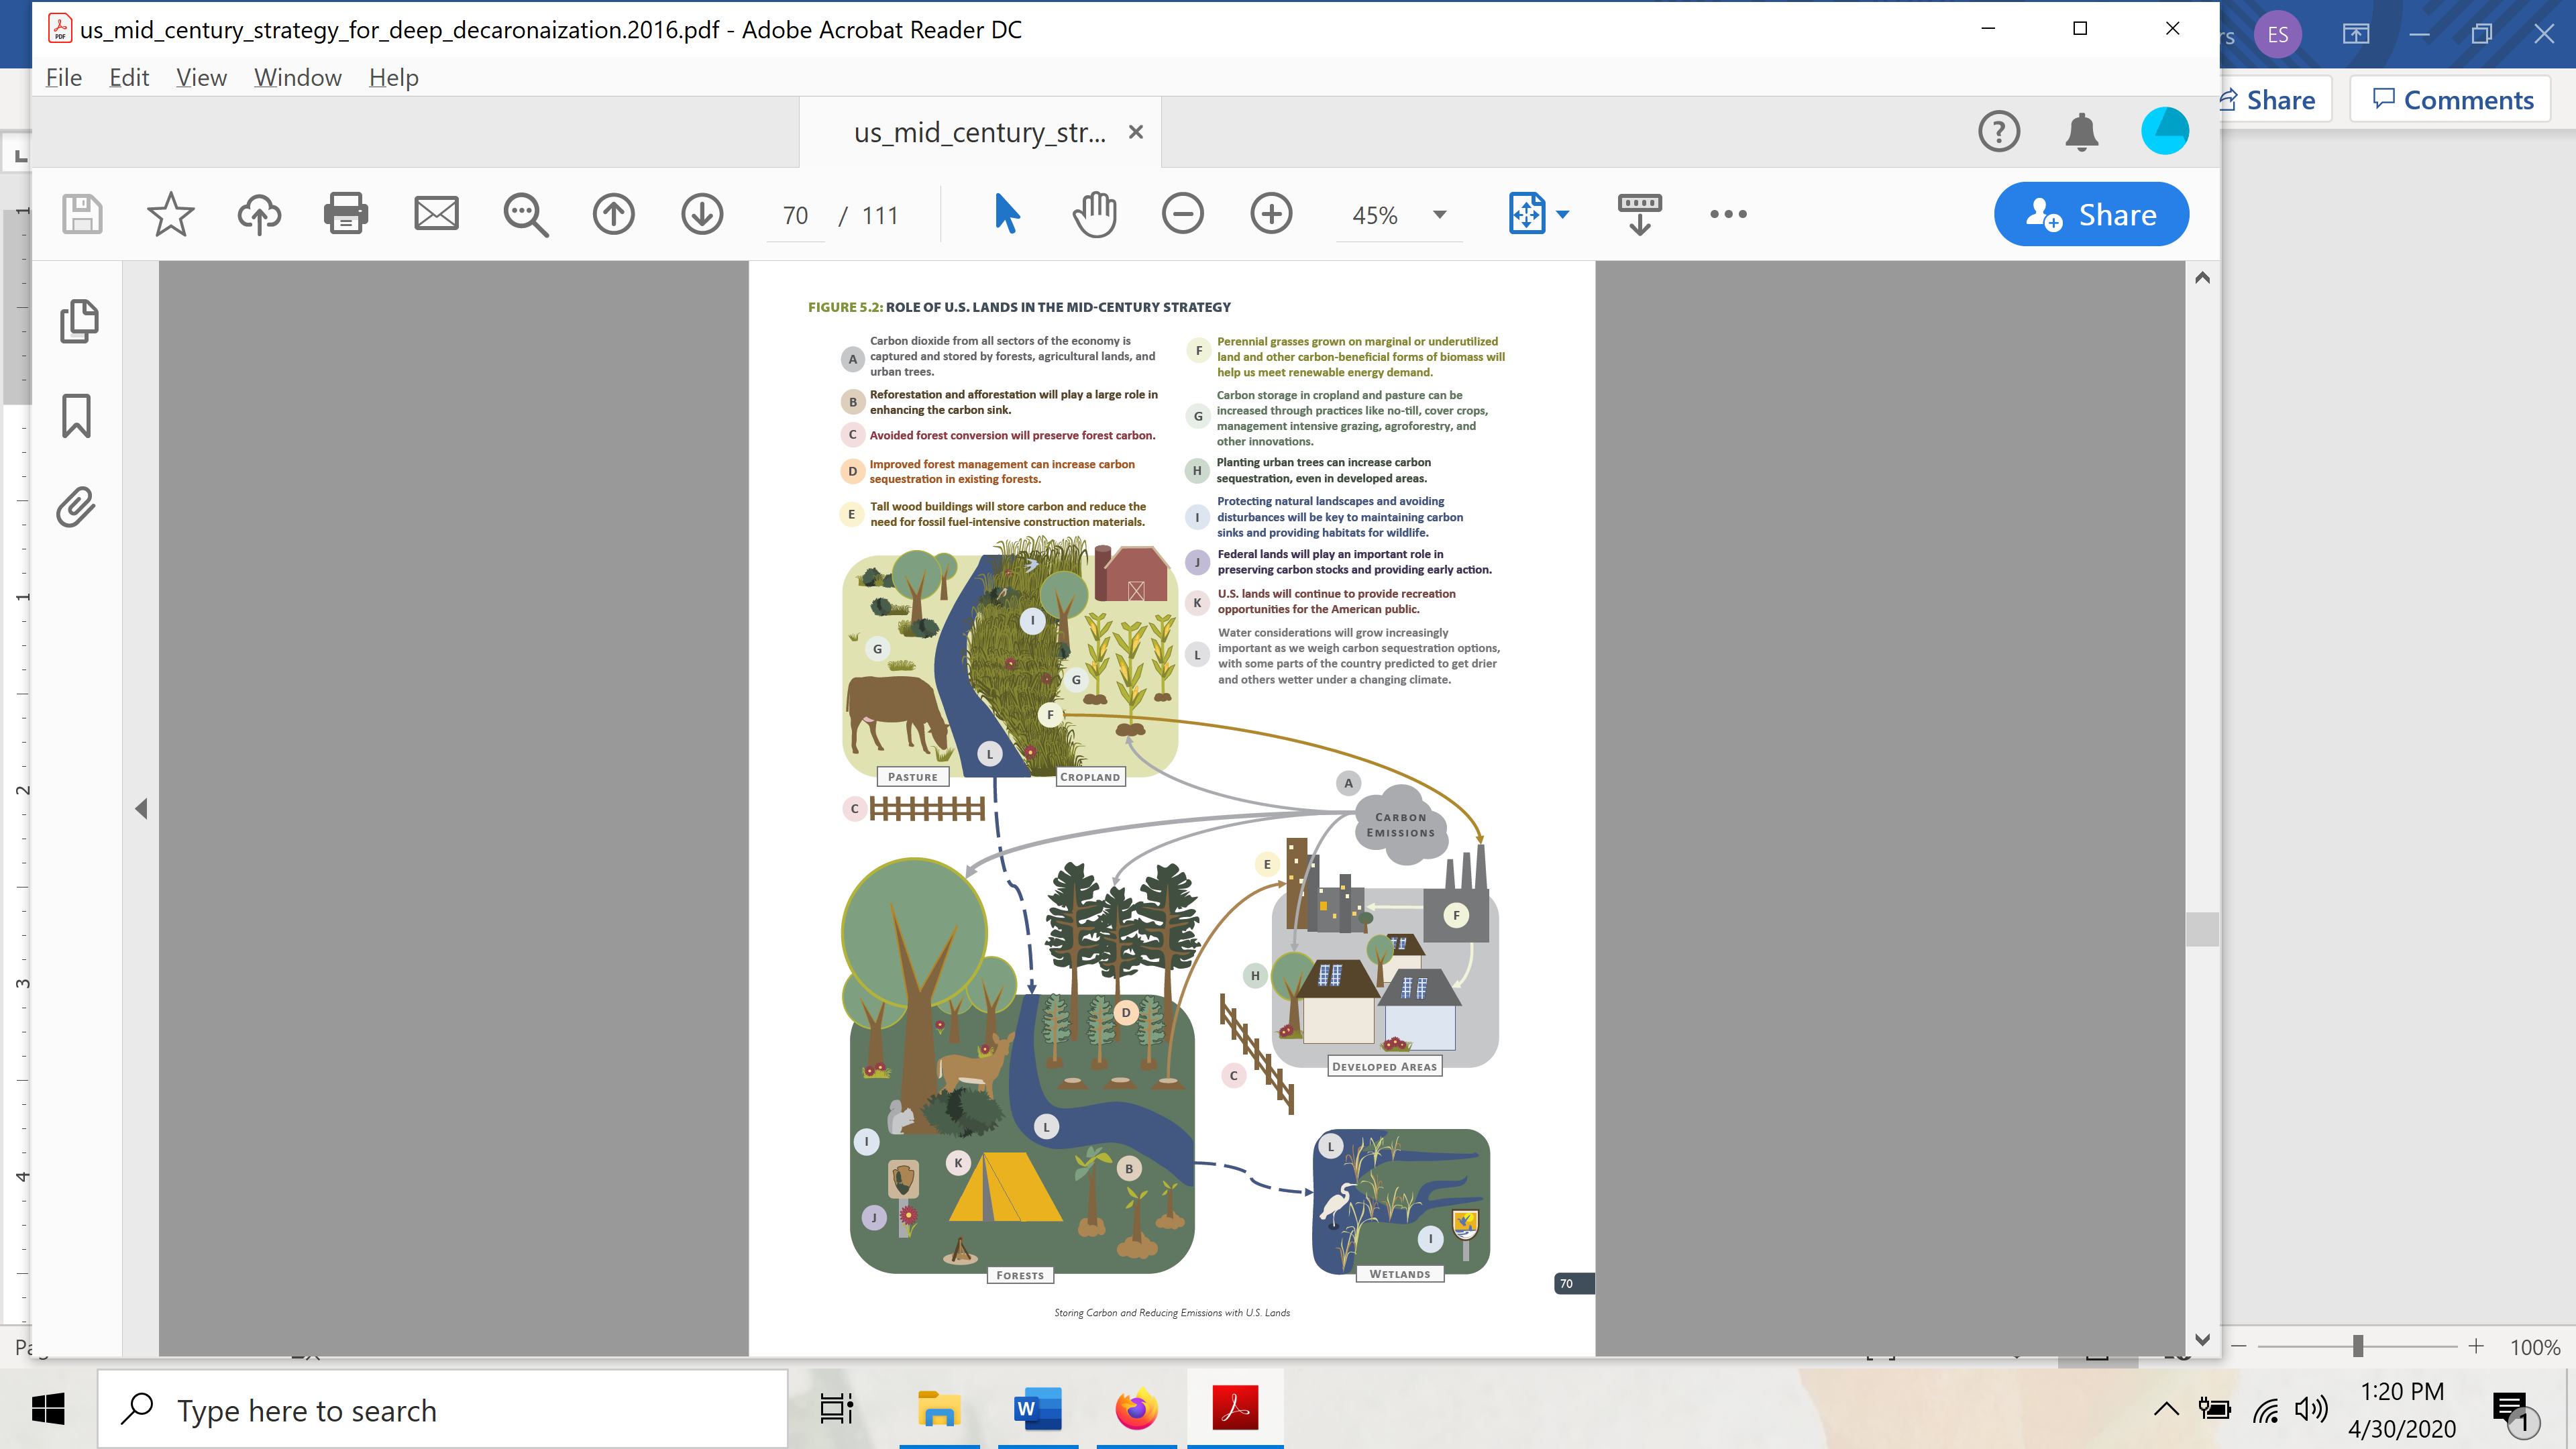 us_mid_century_strategy_for_deep_decaronaization.2016.pdf - Adobe Acrobat Reader DC
rs
ES
File Edit View Window Help
Share
Comments
us_mid_century_str...
70 / 111
45%
Share
FIGURE 5.2: ROLE OF U.S. LANDS IN THE MID-CENTURY STRATEGY
A
Carbon dioxide from all sectors of the economy is
captured and stored by forests, agricultural lands, and
urban trees.
B
Reforestation and afforestation will play a large role in
enhancing the carbon sink.
C
Avoided forest conversion will preserve forest carbon.
D
Improved forest management can increase carbon
sequestration in existing forests.
E
Tall wood buildings will store carbon and reduce the
need for fossil fuel-intensive construction materials.
F
Perennial grasses grown on marginal or underutilized
land and other carbon-beneficial forms of biomass will
help us meet renewable energy demand.
G
Carbon storage in cropland and pasture can be
increased through practices like no-till, cover crops,
management intensive grazing, agroforestry, and
other innovations.
H
Planting urban trees can increase carbon
sequestration, even in developed areas.
I
Protecting natural landscapes and avoiding
disturbances will be key to maintaining carbon
sinks and providing habitats for wildlife.
J
Federal lands will play an important role in
preserving carbon stocks and providing early action.
K
U.S. lands will continue to provide recreation
opportunities for the American public.
L
Water considerations will grow increasingly
important as we weigh carbon sequestration options,
with some parts of the country predicted to get drier
and others wetter under a changing climate.
I
G
G
F
L
PASTURE
CROPLAND
C
A
CARBON
EMISSIONS
E
F
D
H
DEVELOPED AREAS
C
L
I
K
B
J
FORESTS
L
I
WETLANDS
70
Storing Carbon and Reducing Emissions with U.S. Lands
1
1
2
3
4
100%
Type here to search
1:20 PM
4/30/2020
1